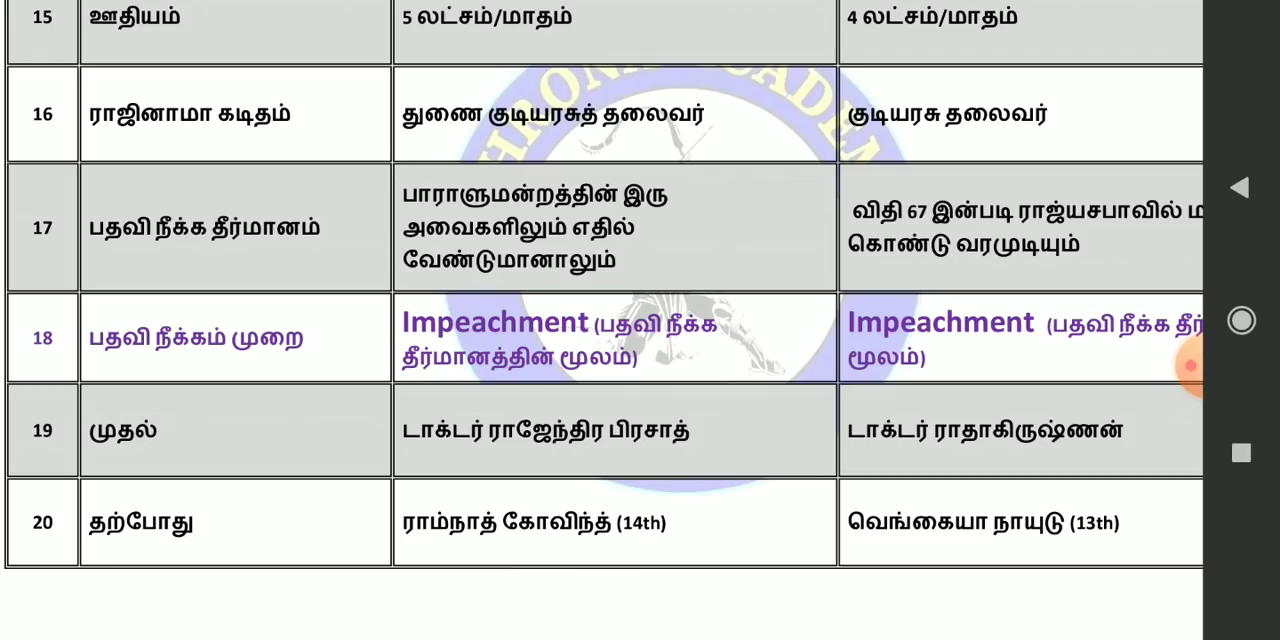 15 ஊதியம் 5 லட்சம்/மாதம் 4 லட்சம்/மாதம்
16 ராஜினாமா கடிதம் துணை குடியரசுத் தலைவர் குடியரசு தலைவர்
17 பதவி நீக்க தீர்மானம் பாராளுமன்றத்தின் இரு
அவைகளிலும் எதில்
வேண்டுமானாலும்
விதி 67 இன்படி ராஜ்யசபாவில்
கொண்டு வரமுடியும்
18 பதவி நீக்கம் முறை Impeachment (பதவி நீக்க
தீர்மானத்தின் மூலம்)
Impeachment (பதவி நீக்க
மூலம்)
19 முதல் டாக்டர் ராஜேந்திர பிரசாத் டாக்டர் ராதாகிருஷ்ணன்
20 தற்போது ராம்நாத் கோவிந்த் (14th) வெங்கையா நாயுடு (13th)